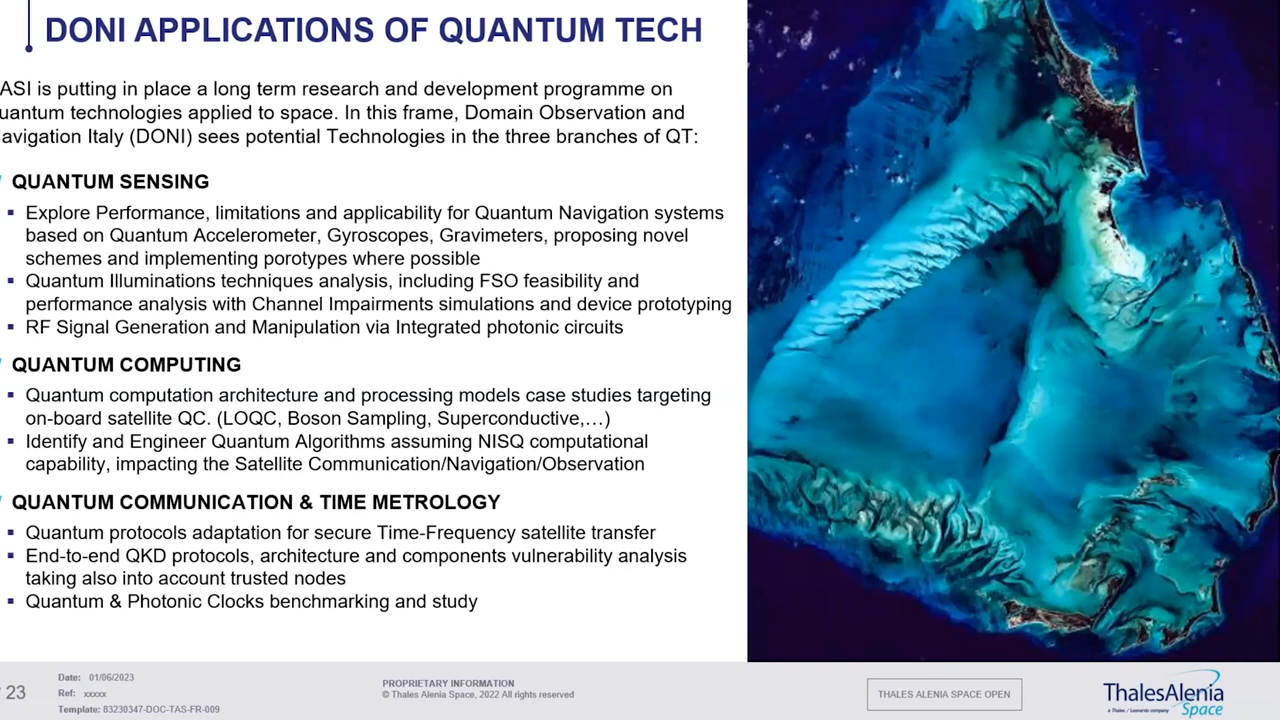 DONI APPLICATIONS OF QUANTUM TECH
ASI is putting in place a long term research and development programme on
uantum technologies applied to space. In this frame, Domain Observation and
avigation Italy (DONI) sees potential Technologies in the three branches of QT:
QUANTUM SENSING
▪ Explore Performance, limitations and applicability for Quantum Navigation systems
based on Quantum Accelerometer, Gyroscopes, Gravimeters, proposing novel
schemes and implementing porotypes where possible
▪ Quantum Illuminations techniques analysis, including FSO feasibility and
performance analysis with Channel Impairments simulations and device prototyping
▪ RF Signal Generation and Manipulation via Integrated photonic circuits
QUANTUM COMPUTING
▪ Quantum computation architecture and processing models case studies targeting
on-board satellite QC. (LOQC, Boson Sampling, Superconductive,…)
▪ Identify and Engineer Quantum Algorithms assuming NISQ computational
capability, impacting the Satellite Communication/Navigation/Observation
QUANTUM COMMUNICATION & TIME METROLOGY
▪ Quantum protocols adaptation for secure Time-Frequency satellite transfer
▪ End-to-end QKD protocols, architecture and components vulnerability analysis
taking also into account trusted nodes
▪ Quantum & Photonic Clocks benchmarking and study
23
Date: 01/06/2023
Ref: xxxxx
Template: 83230347-DOC-TAS-FR-009
PROPRIETARY INFORMATION
© Thales Alenia Space, 2022 All rights reserved
THALES ALENIA SPACE OPEN
ThalesAlenia
a Thales / Leonardo company
Space